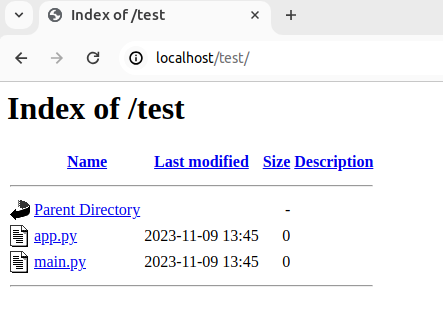 Index of /test
localhost/test/
Index of /test
Name Last modified Size Description
Parent Directory -
app.py 2023-11-09 13:45 0
main.py 2023-11-09 13:45 0